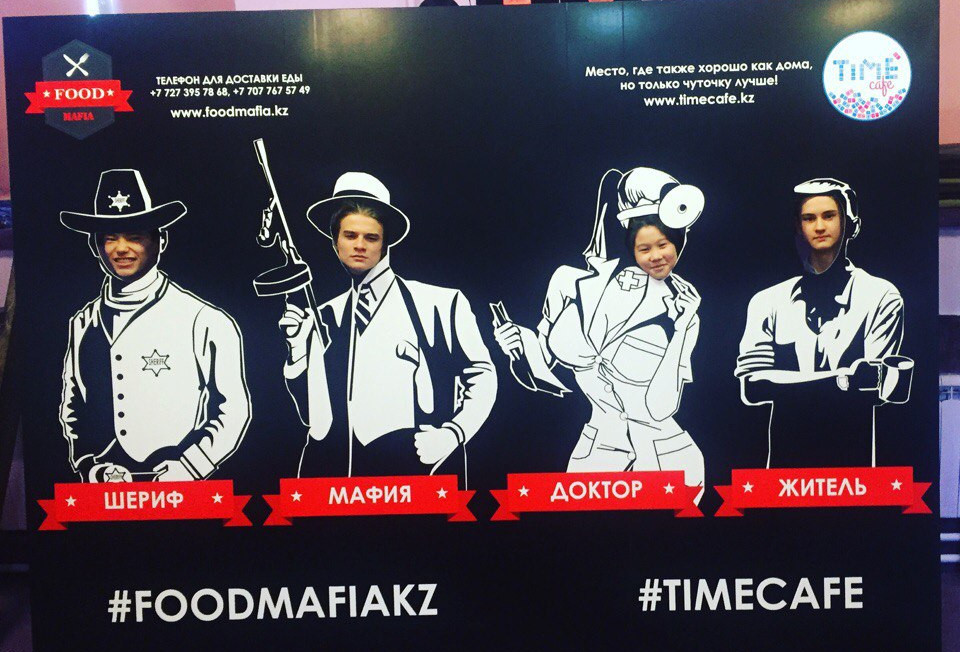 FOOD
MAFIA
ТЕЛЕФОН ДЛЯ ДОСТАВКИ ЕДЫ
+7 727 395 78 68, +7 707 767 57 49
www.foodmafia.kz
Место, где также хорошо как дома,
но только чуточку лучше!
www.timecafe.kz
TIME
cafe
SHERIFF
ШЕРИФ
МАФИЯ
ДОКТОР
ЖИТЕЛЬ
#FOODMAFIAKZ
#TIMECAFE